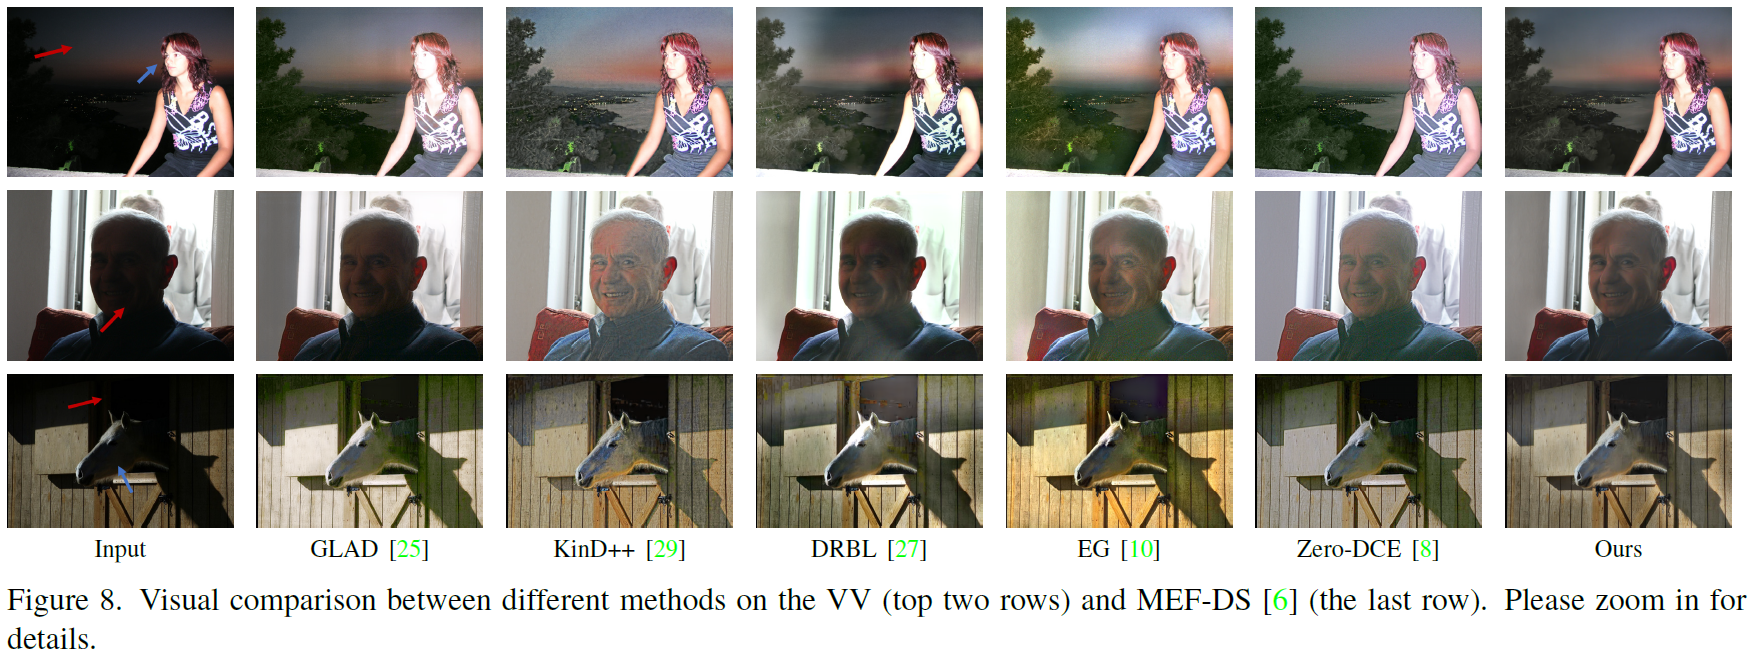 Input GLAD [25] KinD++ [29] DRBL [27] EG [10] Zero-DCE [8] Ours
Figure 8. Visual comparison between different methods on the VV (top two rows) and MEF-DS [6] (the last row). Please zoom in for
details.